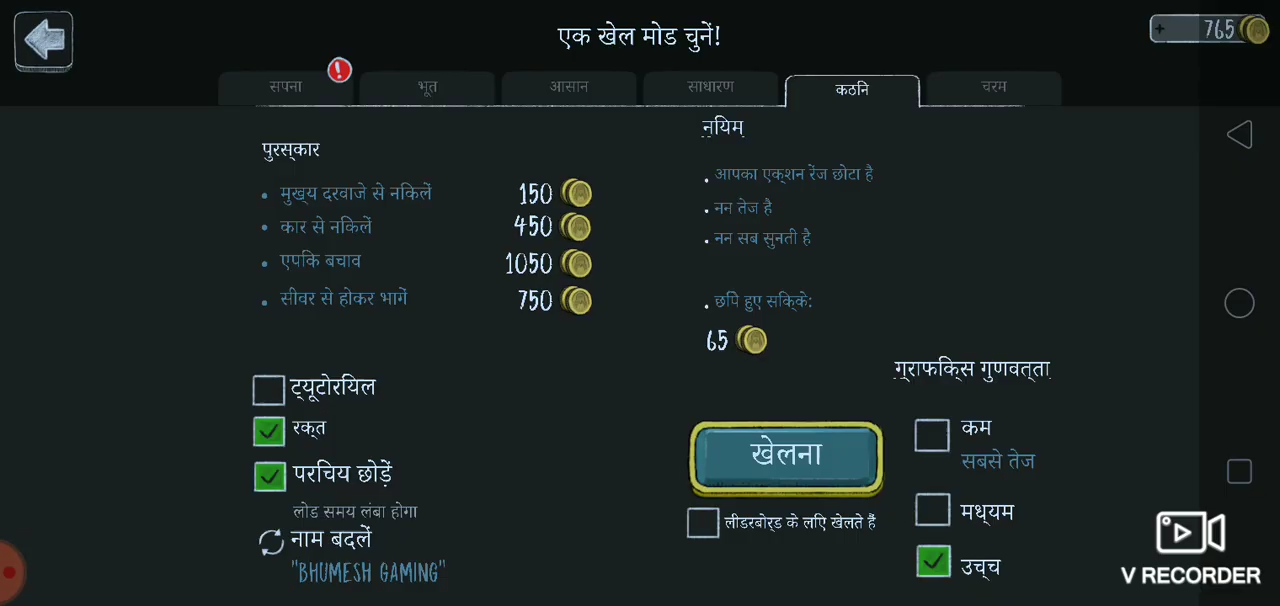 एक खेल मोड चुनें!
765
सपना
भूत
आसान
साधारण
कठनि
चरम
पुरस्कार
मुख्य दरवाजे से नकिलें 150
कार से नकिलें 450
एपकि बचाव 1050
सीवर से होकर भागें 750
नयिम
. आपका एक्शन रेंज छोटा है
. नन तेज है
. नन सब सुनती है
. छपिे हुए सकि्के:
65
ट्यूटोरयिल
रक्त
परचिय छोड़ें
लोड समय लंबा होगा
नाम बदलें
"BHUMESH GAMING"
खेलना
लीडरबोर्ड के लएि खेलते हैं
ग्राफकि्स गुणवत्ता
कम
सबसे तेज
मध्यम
उच्च
V RECORDER